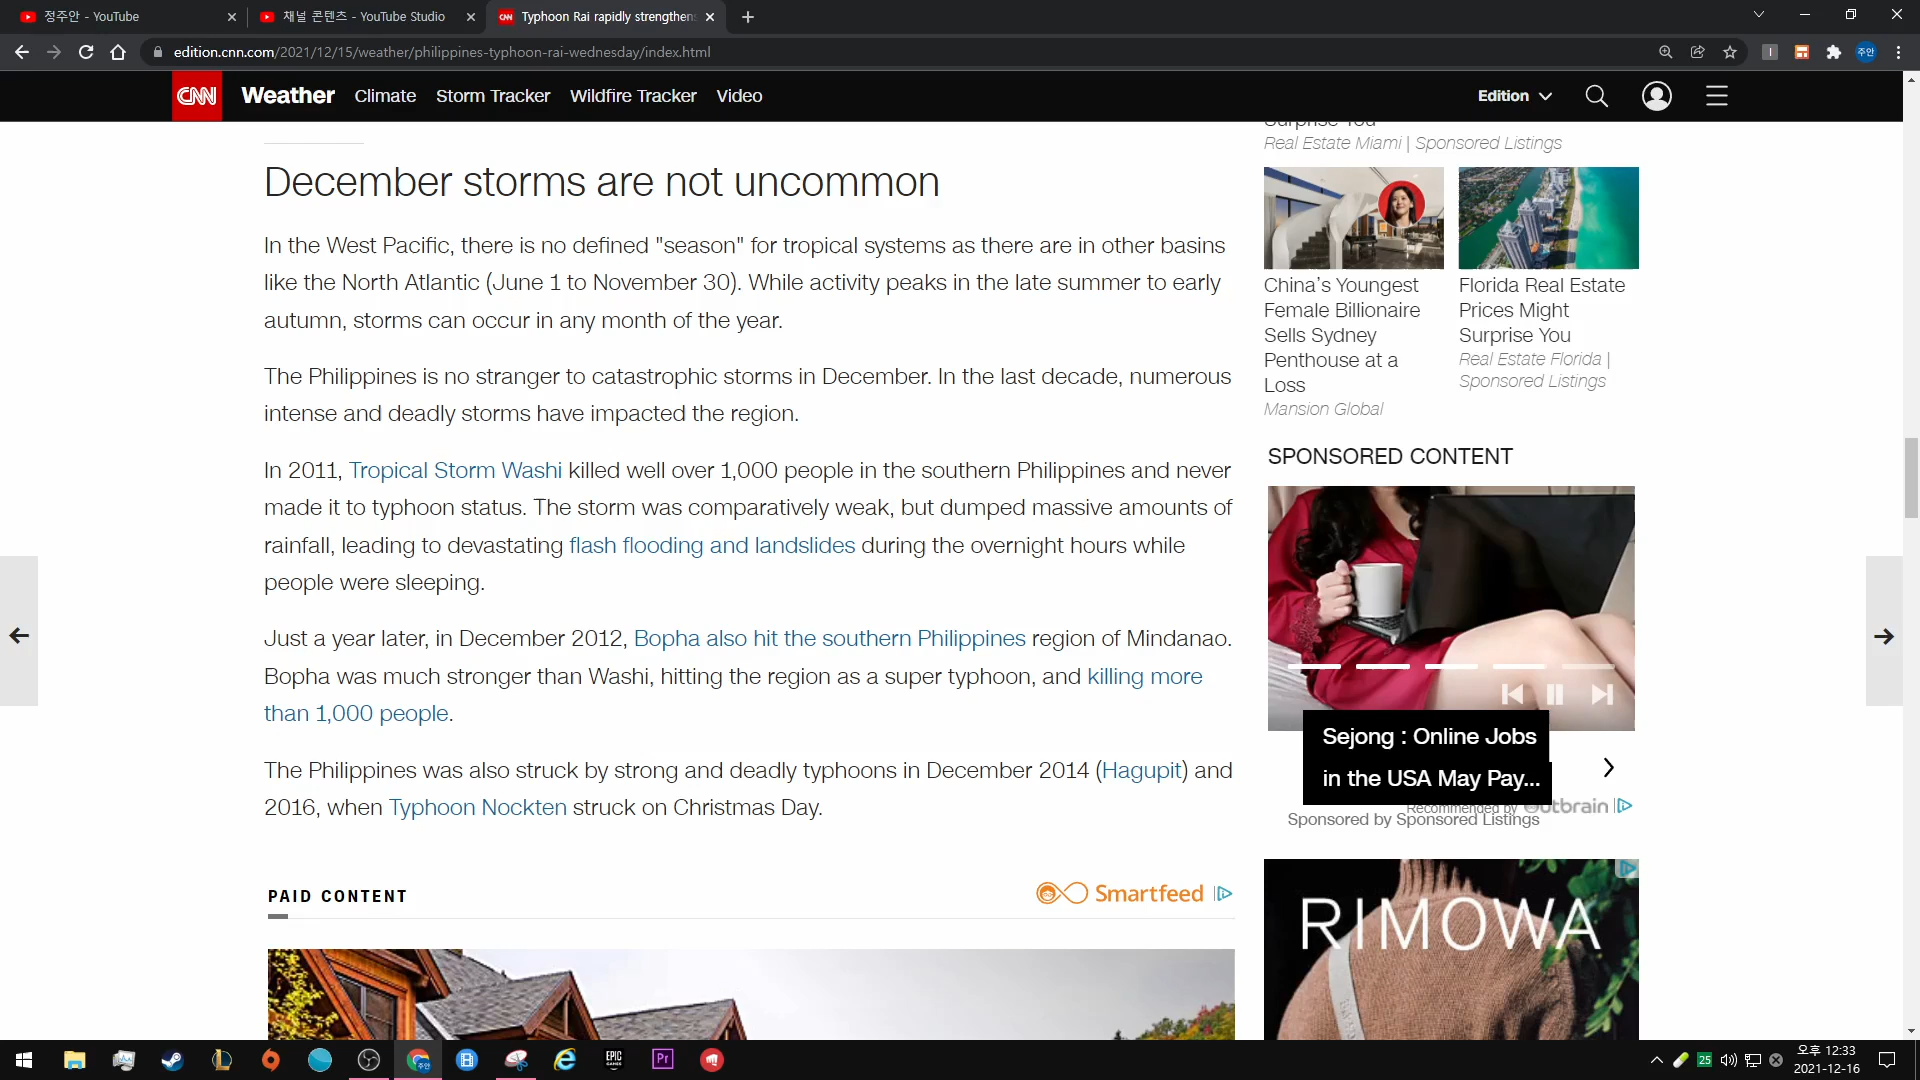 정주안 - YouTube
채널 콘텐츠 - YouTube Studio
Typhoon Rai rapidly strengthens
edition.cnn.com/2021/12/15/weather/philippines-typhoon-rai-wednesday/index.html
주안
CNN
Weather
Climate
Storm Tracker
Wildfire Tracker
Video
Edition
December storms are not uncommon
In the West Pacific, there is no defined "season" for tropical systems as there are in other basins
like the North Atlantic (June 1 to November 30). While activity peaks in the late summer to early
autumn, storms can occur in any month of the year.
The Philippines is no stranger to catastrophic storms in December. In the last decade, numerous
intense and deadly storms have impacted the region.
In 2011, Tropical Storm Washi killed well over 1,000 people in the southern Philippines and never
made it to typhoon status. The storm was comparatively weak, but dumped massive amounts of
rainfall, leading to devastating flash flooding and landslides during the overnight hours while
people were sleeping.
Just a year later, in December 2012, Bopha also hit the southern Philippines region of Mindanao.
Bopha was much stronger than Washi, hitting the region as a super typhoon, and killing more
than 1,000 people.
The Philippines was also struck by strong and deadly typhoons in December 2014 (Hagupit) and
2016, when Typhoon Nockten struck on Christmas Day.
PAID CONTENT
Smartfeed
Surprise You
Real Estate Miami | Sponsored Listings
China's Youngest
Female Billionaire
Sells Sydney
Penthouse at a
Loss
Mansion Global
Florida Real Estate
Prices Might
Surprise You
Real Estate Florida |
Sponsored Listings
SPONSORED CONTENT
Sejong : Online Jobs
in the USA May Pay...
Recommended by Outbrain
Sponsored by Sponsored Listings
RIMOWA
EPIC
GAMES
Pr
25
오후 12:33
2021-12-16